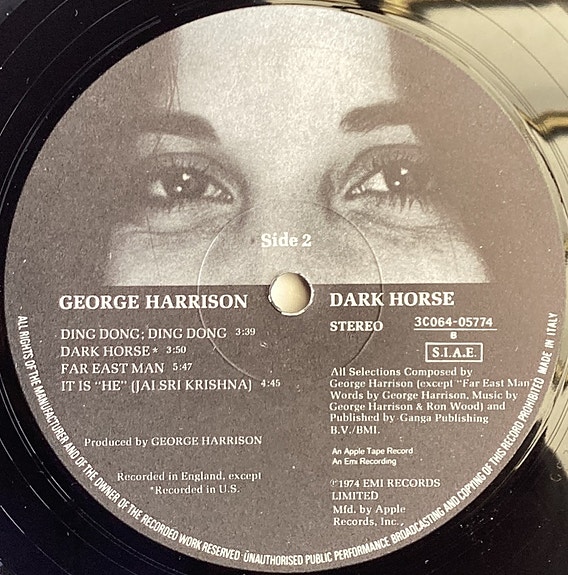 Side 2
GEORGE HARRISON
DING DONG; DING DONG 3:39
DARK HORSE* 3:50
FAR EAST MAN 5:47
IT IS "HE" (JAI SRI KRISHNA) 4:45
Produced by GEORGE HARRISON
Recorded in England, except
*Recorded in U.S.
DARK HORSE
STEREO 3C064-05774
B
S.I.A.E.
All Selections Composed by
George Harrison (except "Far East Man"
Words by George Harrison, Music by
George Harrison & Ron Wood) and
Published by Ganga Publishing
B.V./BMI.
An Apple Tape Record
An Emi Recording
℗1974 EMI RECORDS
LIMITED
Mfd. by Apple
Records, Inc.
ALL RIGHTS OF THE MANUFACTURER AND OF THE OWNER OF THE RECORDED WORK RESERVED · UNAUTHORISED PUBLIC PERFORMANCE BROADCASTING AND COPYING OF THIS RECORD PROHIBITED MADE IN ITALY